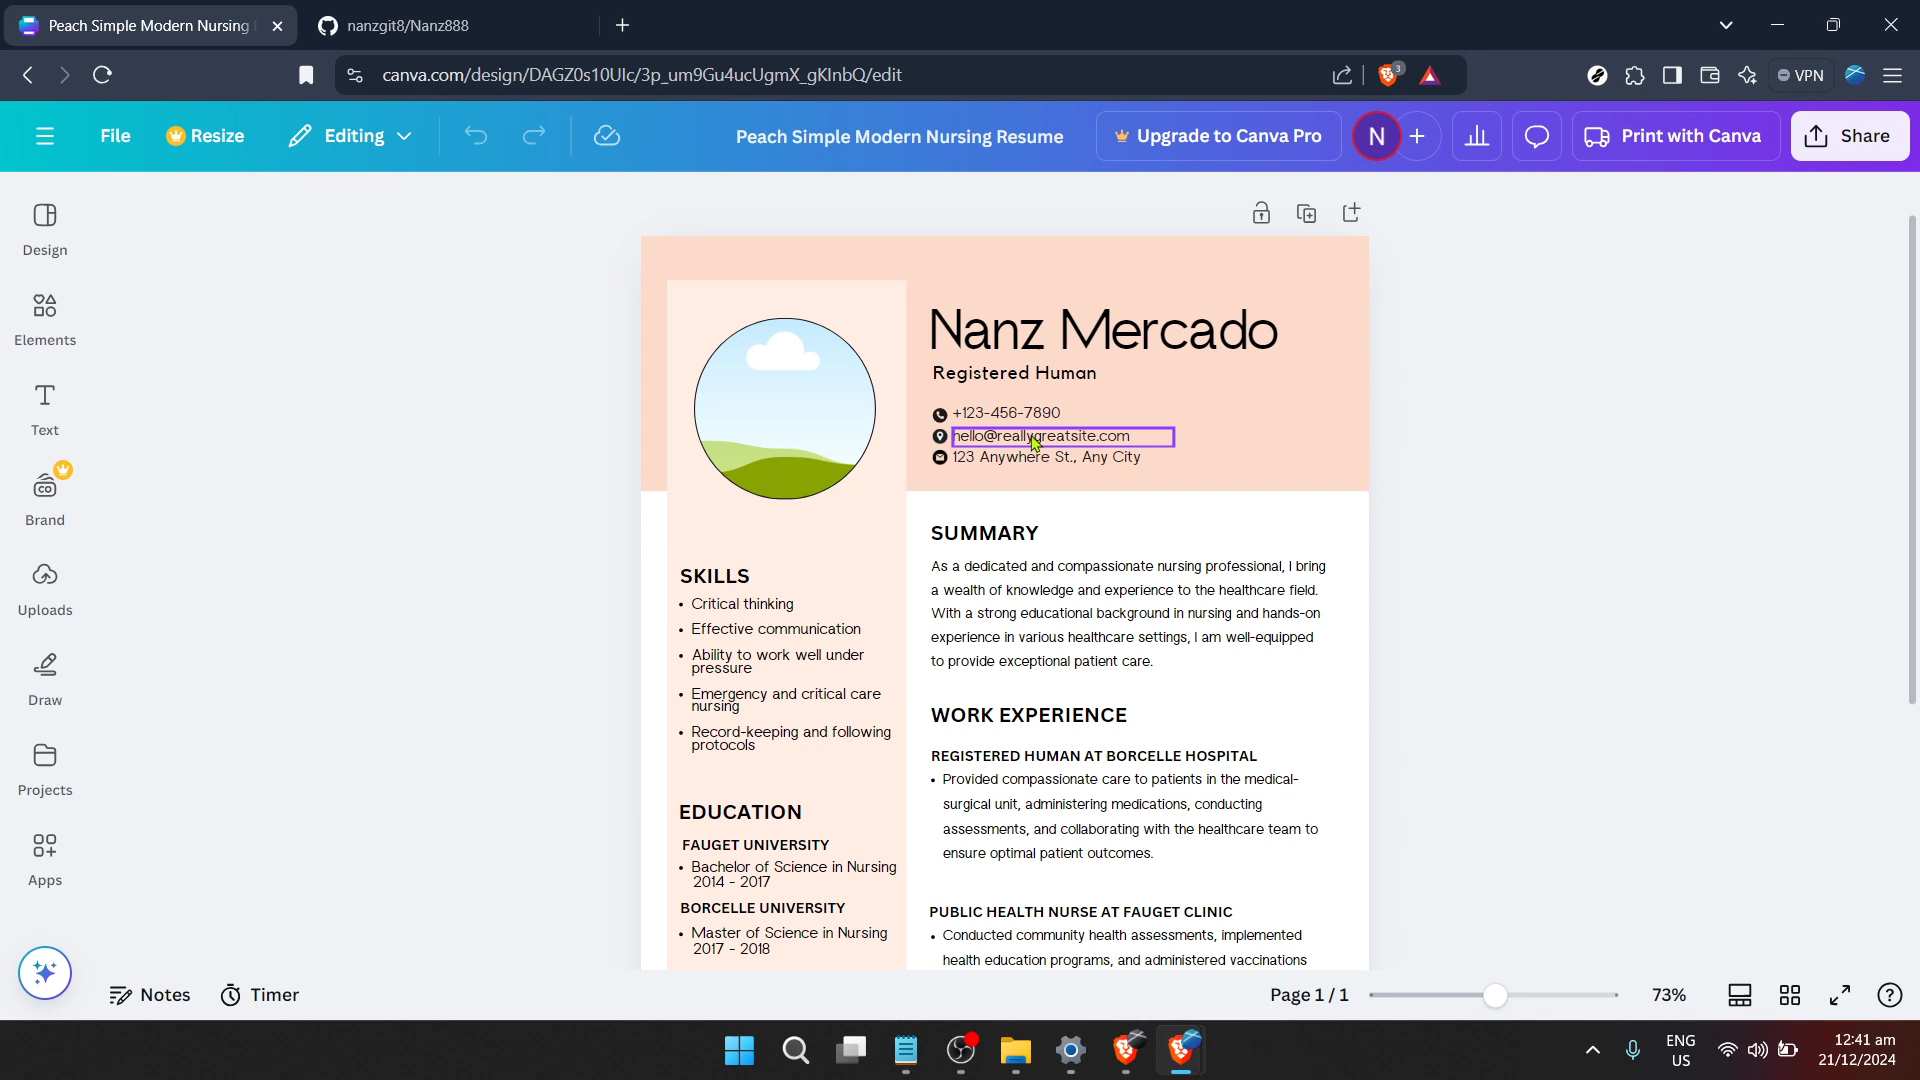 Peach Simple Modern Nursing
nanzgit8/Nanz888
canva.com/design/DAGZ0s10UIc/3p_um9Gu4ucUgmX_gKInbQ/edit
3
VPN
File
Resize
Editing
Peach Simple Modern Nursing Resume
Upgrade to Canva Pro
N
Print with Canva
Share
Design
Elements
Text
Brand
Uploads
Draw
Projects
Apps
Nanz Mercado
Registered Human
+123-456-7890
hello@reallygreatsite.com
123 Anywhere St., Any City
SKILLS
• Critical thinking
• Effective communication
• Ability to work well under
pressure
• Emergency and critical care
nursing
• Record-keeping and following
protocols
EDUCATION
FAUGET UNIVERSITY
• Bachelor of Science in Nursing
2014 - 2017
BORCELLE UNIVERSITY
• Master of Science in Nursing
2017 - 2018
SUMMARY
As a dedicated and compassionate nursing professional, I bring
a wealth of knowledge and experience to the healthcare field.
With a strong educational background in nursing and hands-on
experience in various healthcare settings, I am well-equipped
to provide exceptional patient care.
WORK EXPERIENCE
REGISTERED HUMAN AT BORCELLE HOSPITAL
• Provided compassionate care to patients in the medical-
surgical unit, administering medications, conducting
assessments, and collaborating with the healthcare team to
ensure optimal patient outcomes.
PUBLIC HEALTH NURSE AT FAUGET CLINIC
• Conducted community health assessments, implemented
health education programs, and administered vaccinations
Notes
Timer
Page 1 / 1
73%
ENG
US
12:41 am
21/12/2024